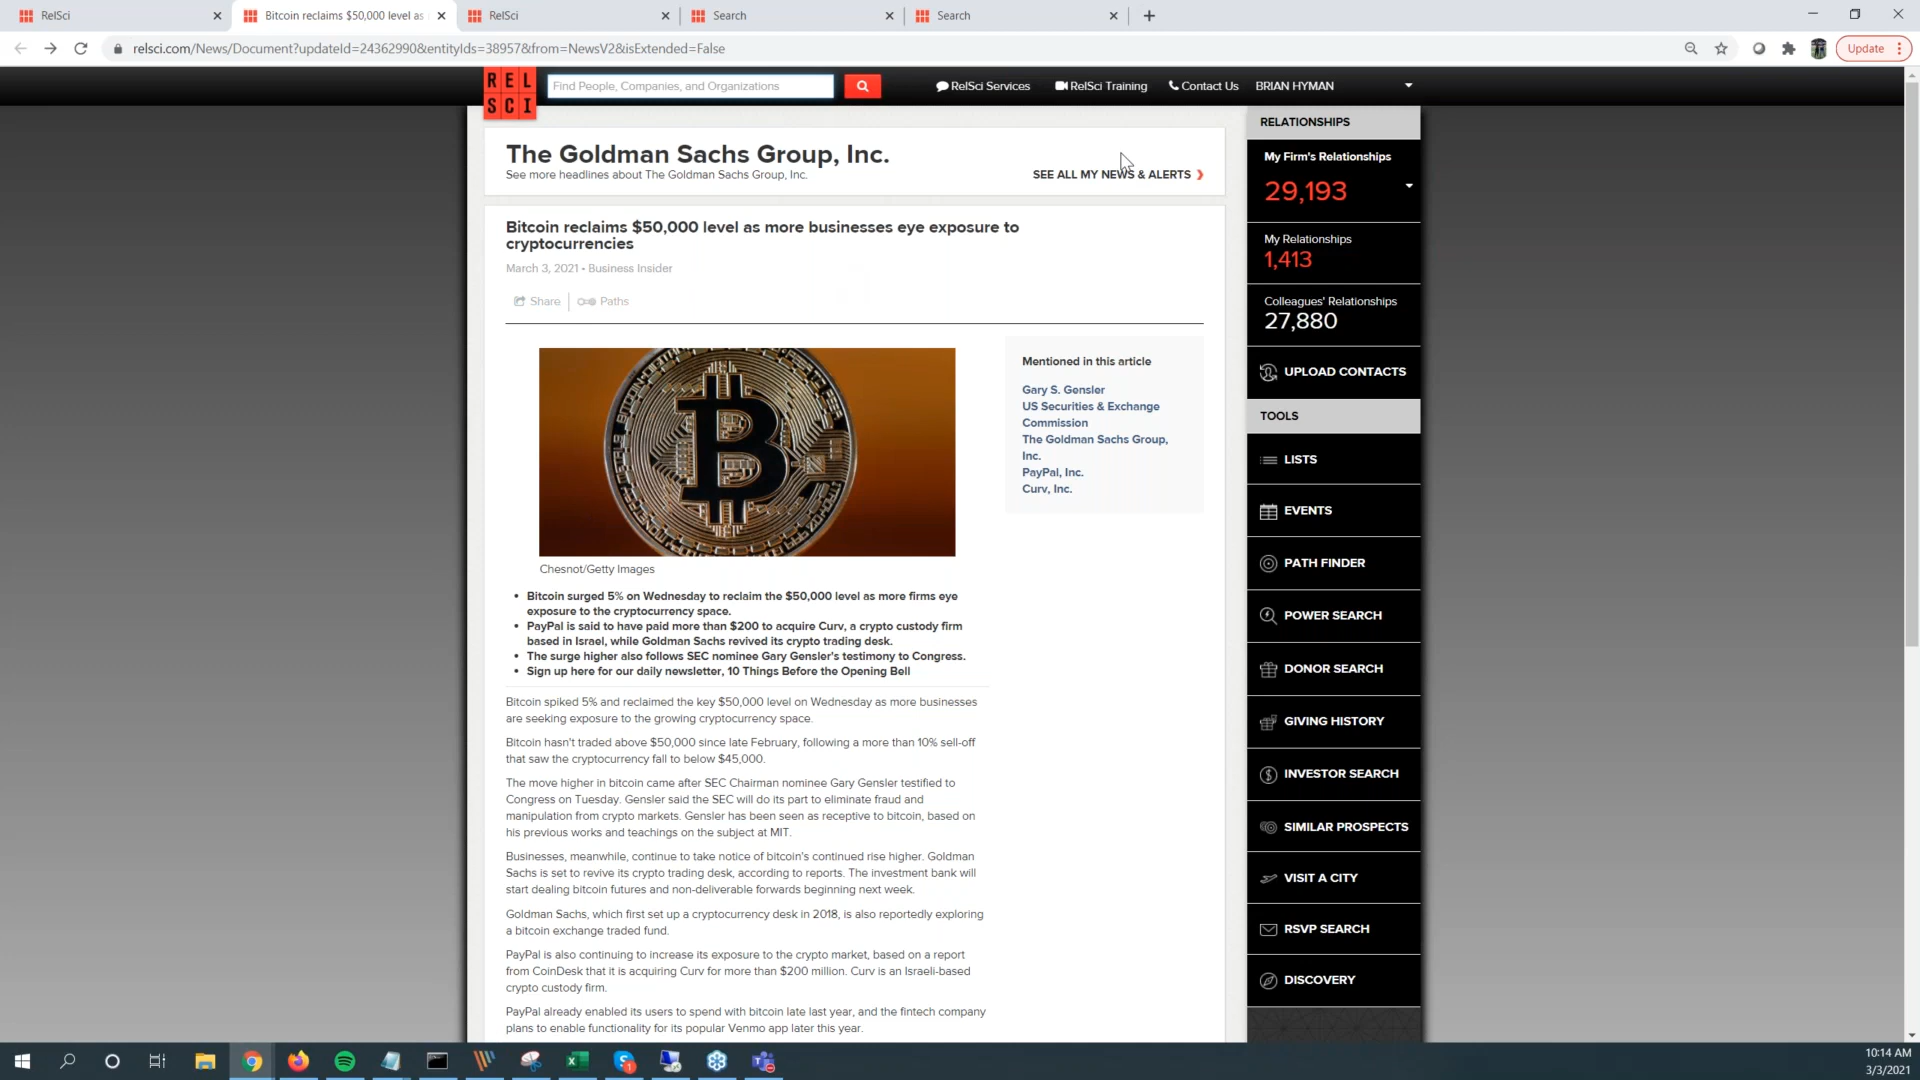 RelSci
Bitcoin reclaims $50,000 level as
RelSci
Search
Search
relsci.com/News/Document?updateId=24362990&entityIds=38957&from=NewsV2&isExtended=False
Update
REL
SCI
Find People, Companies, and Organizations
RelSci Services
RelSci Training
Contact Us
BRIAN HYMAN
The Goldman Sachs Group, Inc.
See more headlines about The Goldman Sachs Group, Inc.
SEE ALL MY NEWS & ALERTS
Bitcoin reclaims $50,000 level as more businesses eye exposure to
cryptocurrencies
March 3, 2021 • Business Insider
Share
Paths
Chesnot/Getty Images
• Bitcoin surged 5% on Wednesday to reclaim the $50,000 level as more firms eye
exposure to the cryptocurrency space.
• PayPal is said to have paid more than $200 to acquire Curv, a crypto custody firm
based in Israel, while Goldman Sachs revived its crypto trading desk.
• The surge higher also follows SEC nominee Gary Gensler's testimony to Congress.
• Sign up here for our daily newsletter, 10 Things Before the Opening Bell
Bitcoin spiked 5% and reclaimed the key $50,000 level on Wednesday as more businesses
are seeking exposure to the growing cryptocurrency space.
Bitcoin hasn't traded above $50,000 since late February, following a more than 10% sell-off
that saw the cryptocurrency fall to below $45,000.
The move higher in bitcoin came after SEC Chairman nominee Gary Gensler testified to
Congress on Tuesday. Gensler said the SEC will do its part to eliminate fraud and
manipulation from crypto markets. Gensler has been seen as receptive to bitcoin, based on
his previous works and teachings on the subject at MIT.
Businesses, meanwhile, continue to take notice of bitcoin's continued rise higher. Goldman
Sachs is set to revive its crypto trading desk, according to reports. The investment bank will
start dealing bitcoin futures and non-deliverable forwards beginning next week.
Goldman Sachs, which first set up a cryptocurrency desk in 2018, is also reportedly exploring
a bitcoin exchange traded fund.
PayPal is also continuing to increase its exposure to the crypto market, based on a report
from CoinDesk that it is acquiring Curv for more than $200 million. Curv is an Israeli-based
crypto custody firm.
PayPal already enabled its users to spend with bitcoin late last year, and the fintech company
plans to enable functionality for its popular Venmo app later this year.
Mentioned in this article
Gary S. Gensler
US Securities & Exchange
Commission
The Goldman Sachs Group,
Inc.
PayPal, Inc.
Curv, Inc.
RELATIONSHIPS
My Firm's Relationships
29,193
My Relationships
1,413
Colleagues' Relationships
27,880
UPLOAD CONTACTS
TOOLS
LISTS
EVENTS
PATH FINDER
POWER SEARCH
DONOR SEARCH
GIVING HISTORY
INVESTOR SEARCH
SIMILAR PROSPECTS
VISIT A CITY
RSVP SEARCH
DISCOVERY
10:14 AM
3/3/2021